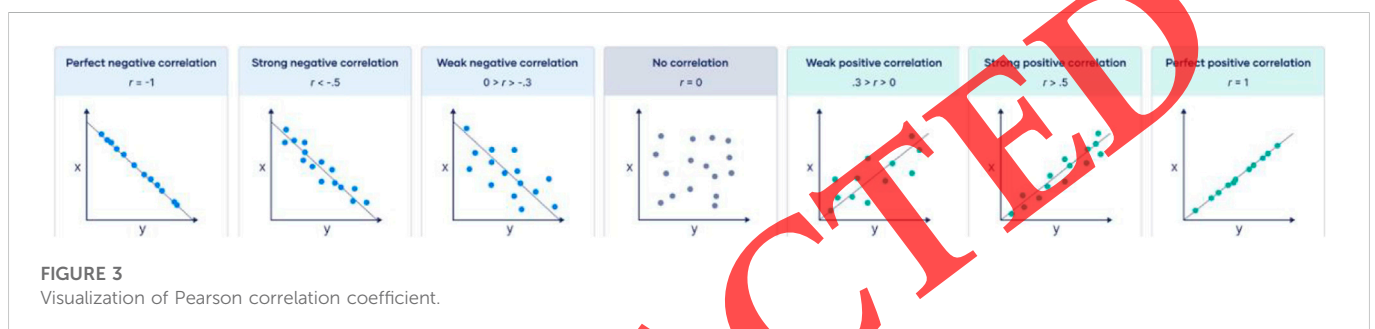 Perfect negative correlation
r = -1
Strong negative correlation
r < -.5
Weak negative correlation
0 > r > -.3
No correlation
r = 0
Weak positive correlation
.3 > r > 0
Strong positive correlation
r > .5
Perfect positive correlation
r = 1
x
y
x
y
x
y
x
y
x
y
x
y
x
y
CTED
FIGURE 3
Visualization of Pearson correlation coefficient.